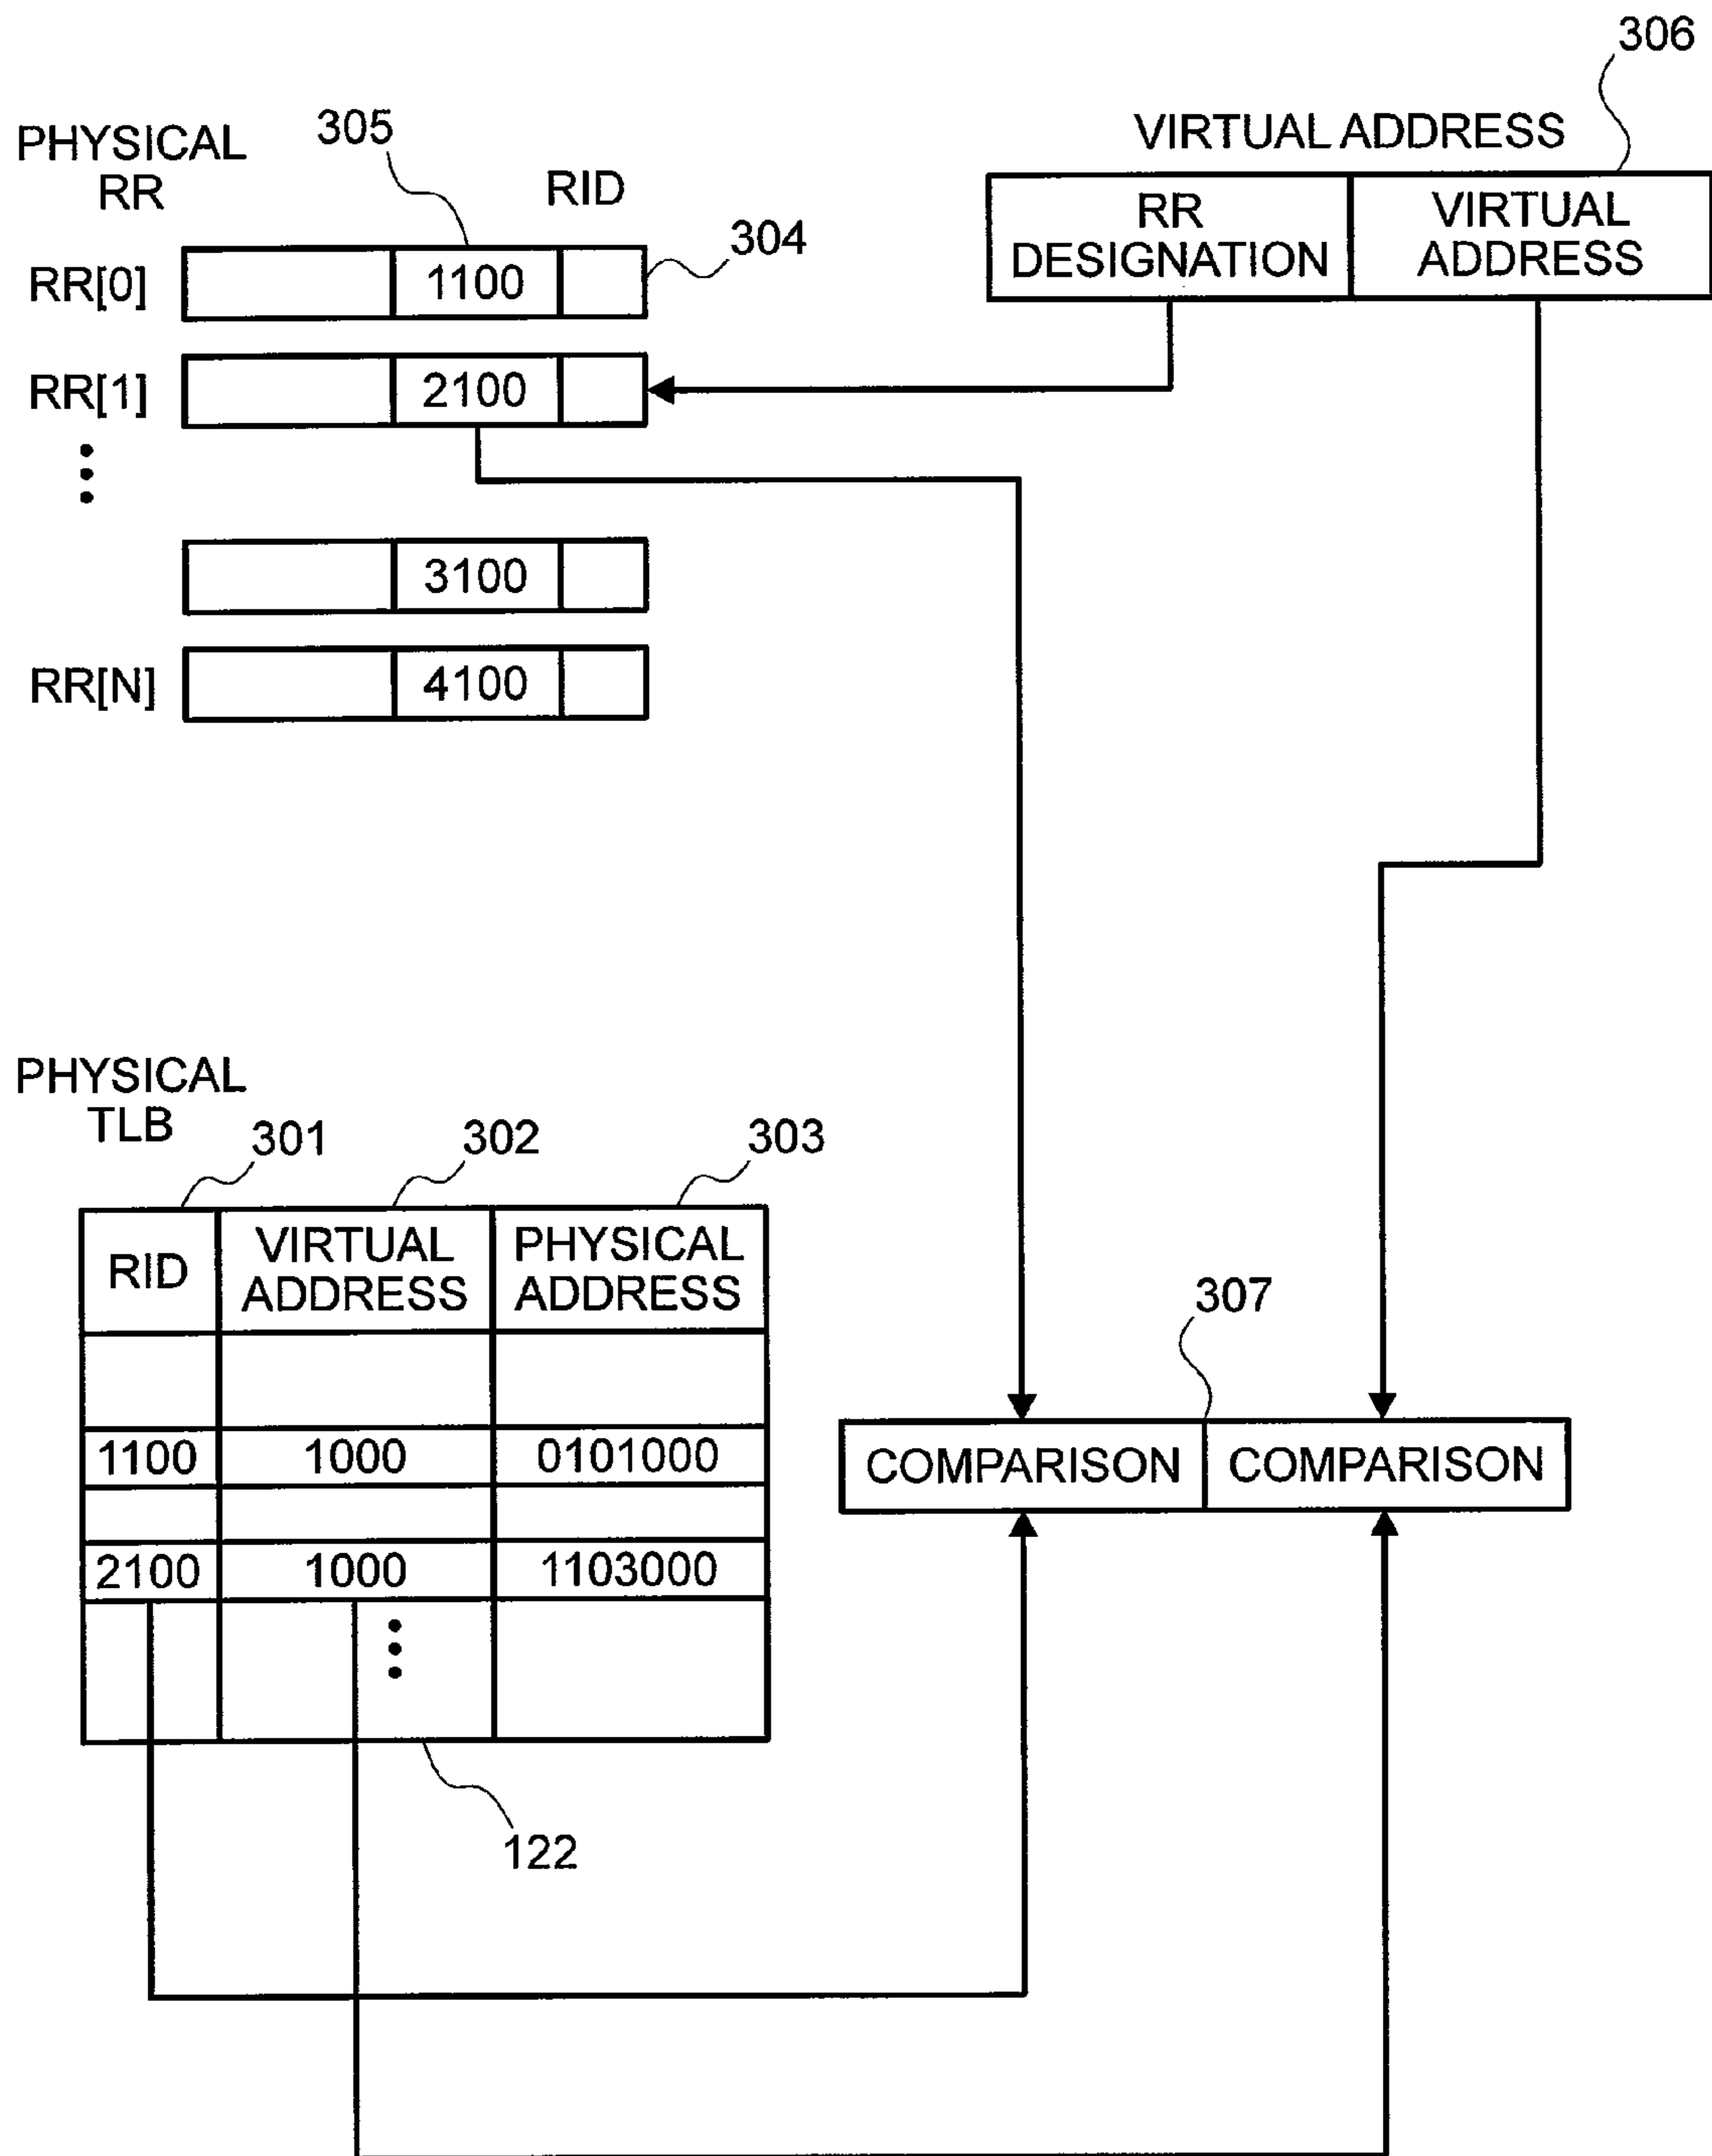 306
PHYSICAL
RR
305
RID
VIRTUAL ADDRESS
304
RR
DESIGNATION
VIRTUAL
ADDRESS
RR[0]
1100
RR[1]
2100
3100
RR[N]
4100
PHYSICAL
TLB
301
302
303
RID
VIRTUAL
ADDRESS
PHYSICAL
ADDRESS
307
1100 1000 0101000
COMPARISON COMPARISON
2100 1000 1103000
122